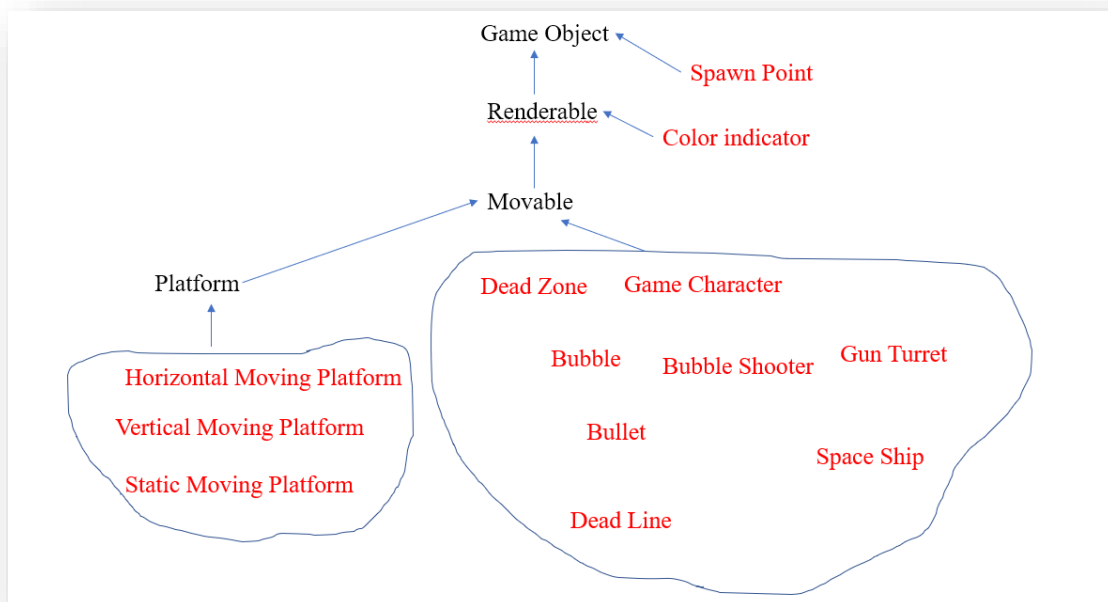 Game Object
Spawn Point
Renderable
Color indicator
Movable
Platform
Dead Zone
Game Character
Bubble
Bubble Shooter
Gun Turret
Horizontal Moving Platform
Vertical Moving Platform
Bullet
Space Ship
Static Moving Platform
Dead Line